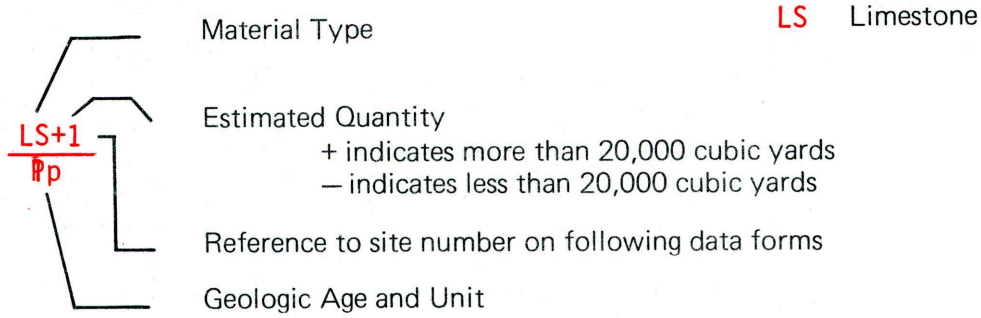 LS Limestone
Material Type
Estimated Quantity
+ indicates more than 20,000 cubic yards
— indicates less than 20,000 cubic yards
LS+1
ⱣPp
Reference to site number on following data forms
Geologic Age and Unit